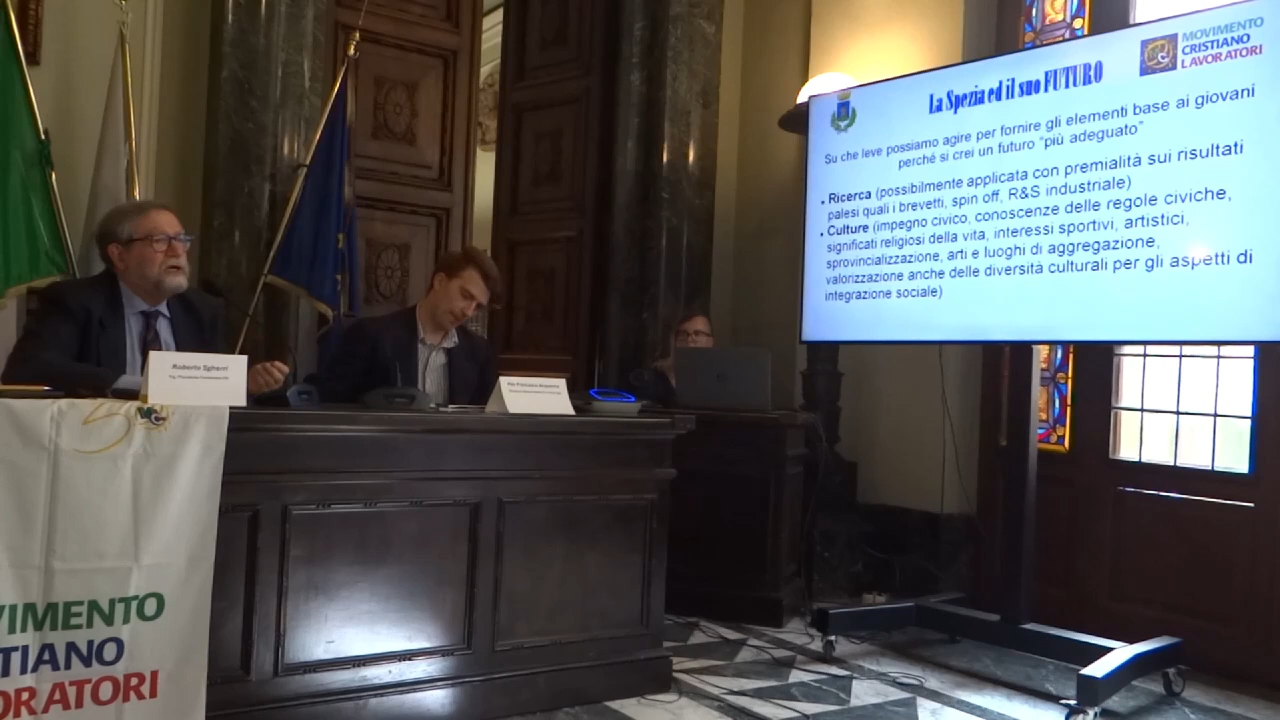 MOVIMENTO
CRISTIANO
LAVORATORI
La Spezia ed il suo FUTURO
Su che leve possiamo agire per fornire gli elementi base ai giovani
perché si crei un futuro "più adeguato"
• Ricerca (possibilmente applicata con premialità sui risultati
palesi quali i brevetti, spin off, R&S industriale)
• Culture (impegno civico, conoscenze delle regole civiche,
significati religiosi della vita, interessi sportivi, artistici,
sprovincializzazione, arti e luoghi di aggregazione,
valorizzazione anche delle diversità culturali per gli aspetti di
integrazione sociale)
Roberto Sgherri
50
VIMENTO
TIANO
ORATORI